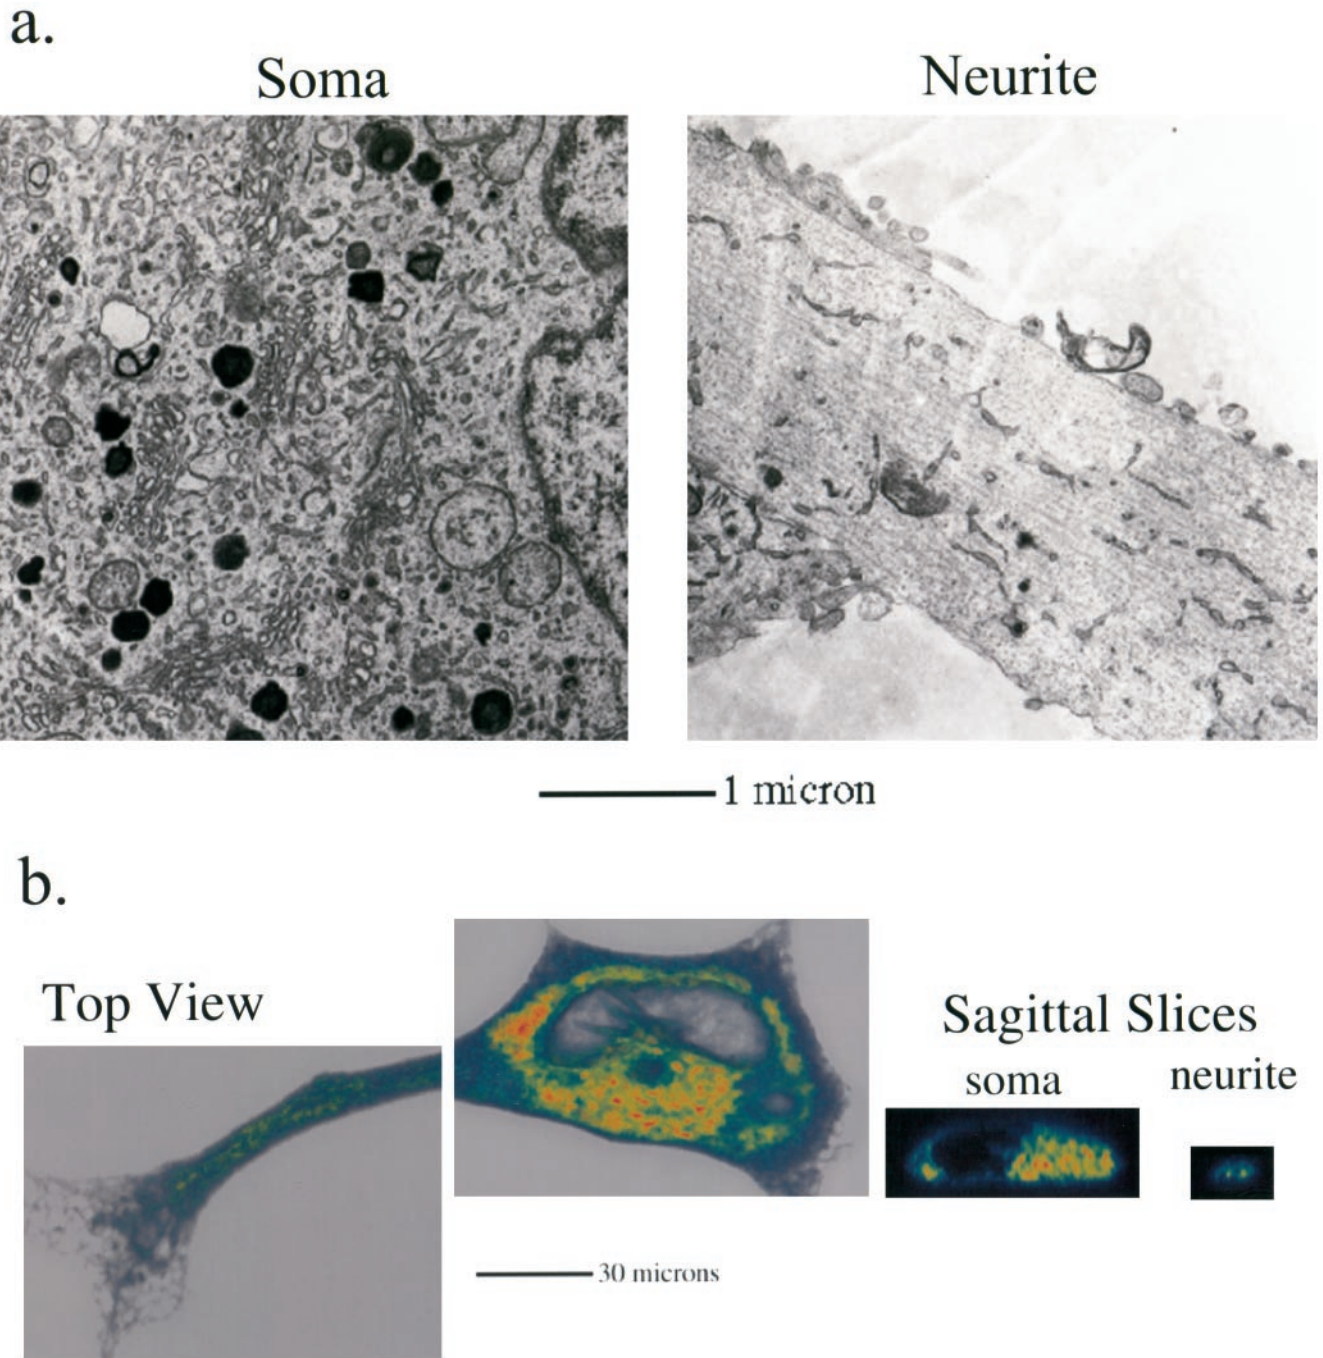 a.
Soma
Neurite
1 micron
b.
Top View
Sagittal Slices
soma
neurite
30 microns